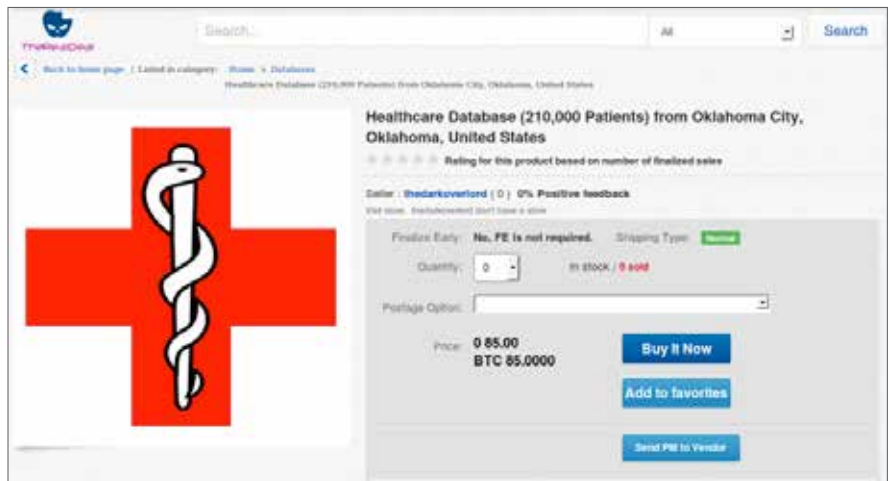 TheRealDeal
Search...
All
Search
Back to home page | Listed in category: Home > Databases
Healthcare Database (210,000 Patients) from Oklahoma City, Oklahoma, United States
Healthcare Database (210,000 Patients) from Oklahoma City,
Oklahoma, United States
Rating for this product based on number of finalized sales
Seller : thedarkoverlord ( 0 ) 0% Positive feedback
Finalize Early: No, FE is not required. Shipping Type: Normal
Quantity: 0 in stock / 0 sold
Postage Option:
Price: 0 85.00
BTC 85.0000
Buy It Now
Add to favorites
Send PM to Vendor